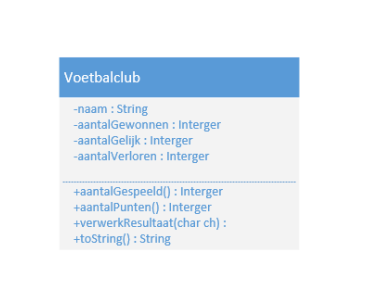 Voetbalclub
-naam : String
-aantalGewonnen : Interger
-aantalGelijk : Interger
-aantalVerloren : Interger
+aantalGespeeld() : Interger
+aantalPunten() : Interger
+verwerkResultaat(char ch) :
+toString() : String